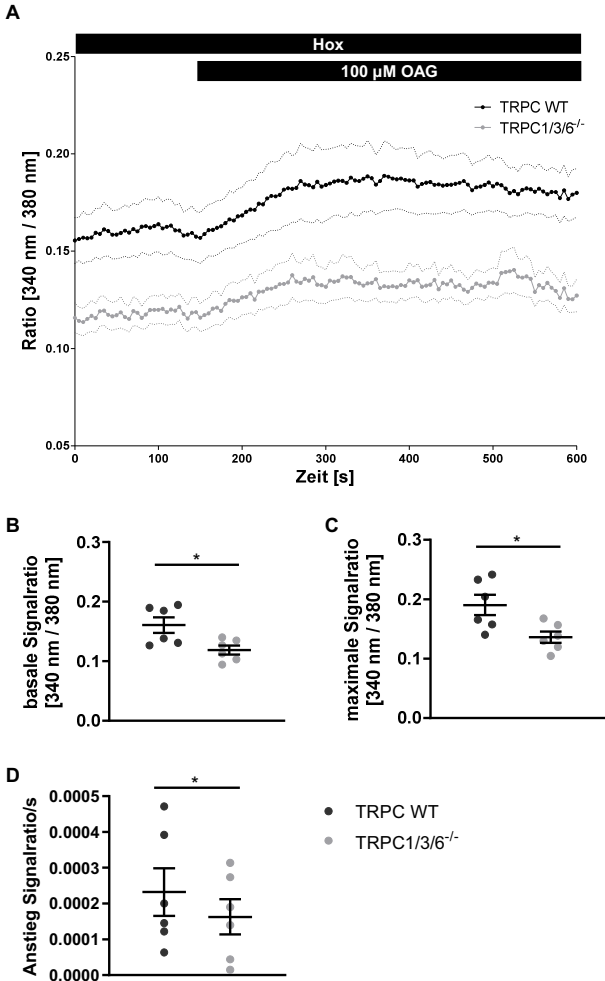 A
Hox
100 µM OAG
TRPC WT
TRPC1/3/6-/-
Ratio [340 nm / 380 nm]
0.25
0.20
0.15
0.10
0.05
0 100 200 300 400 500 600
Zeit [s]
B
basale Signalratio
[340 nm / 380 nm]
0.3
0.2
0.1
0.0
*
C
maximale Signalratio
[340 nm / 380 nm]
0.3
0.2
0.1
0.0
*
D
Anstieg Signalratio/s
0.0005
0.0004
0.0003
0.0002
0.0001
0.0000
*
TRPC WT
TRPC1/3/6-/-